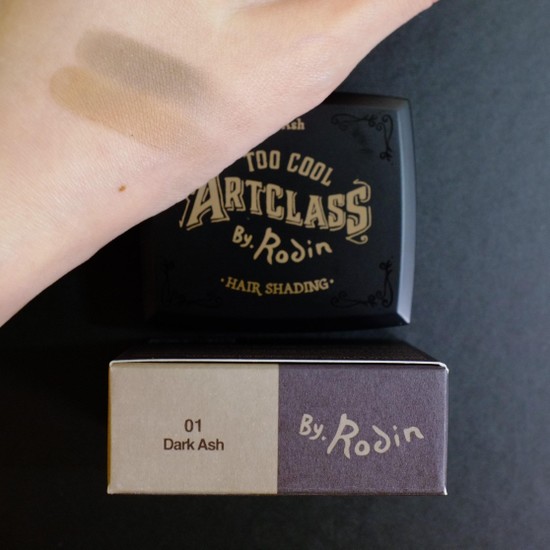 TOO COOL
ARTCLASS
By. Rodin
·HAIR SHADING·
01
Dark Ash
By. Rodin